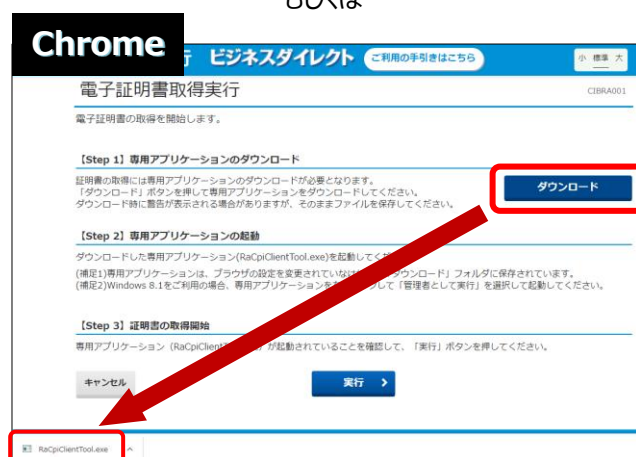 もしくは
Chrome
行 ビジネスダイレクト ご利用の手引きはこちら
小 標準 大
電子証明書取得実行
CIBRA001
電子証明書の取得を開始します。
【Step 1】専用アプリケーションのダウンロード
証明書の取得には専用アプリケーションのダウンロードが必要となります。
「ダウンロード」ボタンを押して専用アプリケーションをダウンロードしてください。
ダウンロード時に警告が表示される場合がありますが、そのままファイルを保存してください。
ダウンロード
【Step 2】専用アプリケーションの起動
ダウンロードした専用アプリケーション(RaCpiClientTool.exe)を起動してく
(補足1)専用アプリケーションは、ブラウザの設定を変更されていな ダウンロード」フォルダに保存されています。
(補足2)Windows 8.1をご利用の場合、専用アプリケーションを クして「管理者として実行」を選択して起動してください。
【Step 3】証明書の取得開始
専用アプリケーション（RaCpiClient が起動されていることを確認して、「実行」ボタンを押してください。
キャンセル
実行
RaCpiClientTool.exe